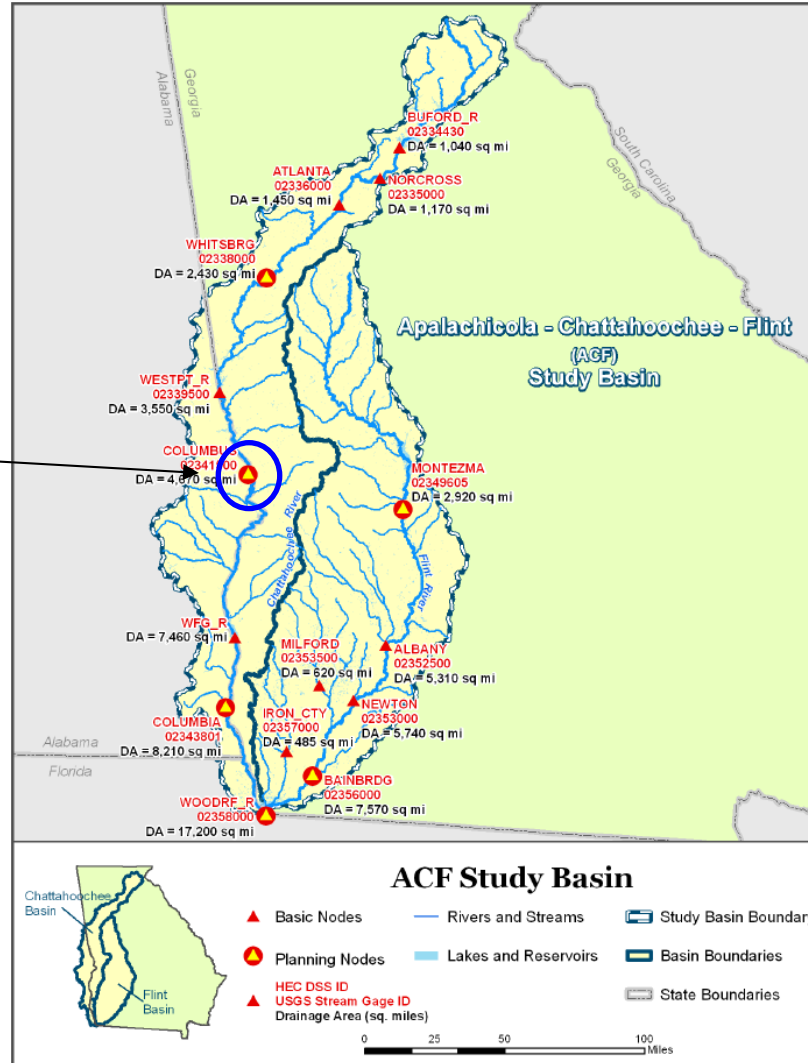 Georgia
Alabama
South Carolina
Georgia
BUFORD_R
02334430
DA = 1,040 sq mi
ATLANTA
02336000
DA = 1,450 sq mi
NORCROSS
02335000
DA = 1,170 sq mi
WHITSBRG
02338000
DA = 2,430 sq mi
Apalachicola - Chattahoochee - Flint
(ACF)
Study Basin
WESTPT_R
02339500
DA = 3,550 sq mi
COLUMBUS
DA = 4,670 sq mi
MONTEZMA
02349605
DA = 2,920 sq mi
Chattahoochee River
Flint River
WFG_R
DA = 7,460 sq mi
MILFORD
02353500
DA = 620 sq mi
ALBANY
02352500
DA = 5,310 sq mi
NEWTON
02353000
DA = 5,740 sq mi
IRON_CTY
02357000
DA = 485 sq mi
COLUMBIA
02343801
DA = 8,210 sq mi
Alabama
Florida
BAINBRDG
02356000
DA = 7,570 sq mi
WOODRF_R
02358000
DA = 17,200 sq mi
ACF Study Basin
Chattahoochee
Basin
Flint
Basin
Basic Nodes
Rivers and Streams
Study Basin Boundar
Planning Nodes
Lakes and Reservoirs
Basin Boundaries
HEC DSS ID
USGS Stream Gage ID
Drainage Area (sq. miles)
State Boundaries
0 25 50 100
Miles